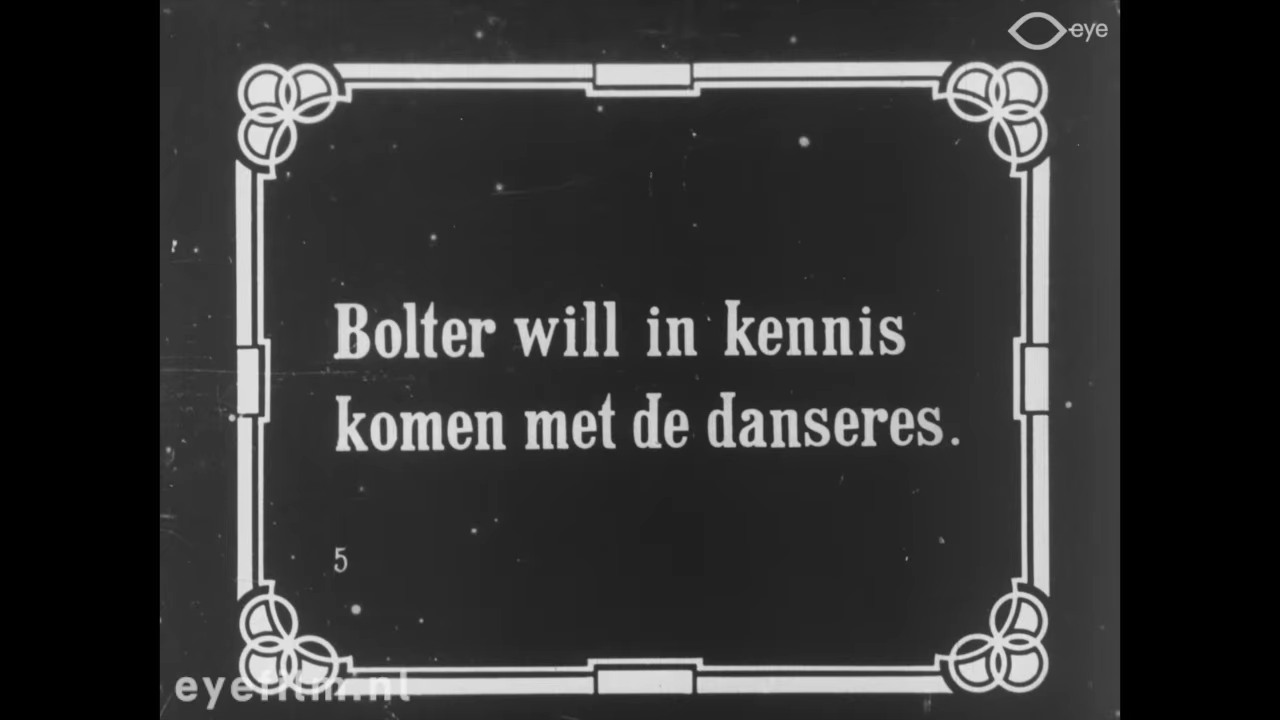 eye
Bolter will in kennis
komen met de danseres.
5
eyefilm.nl